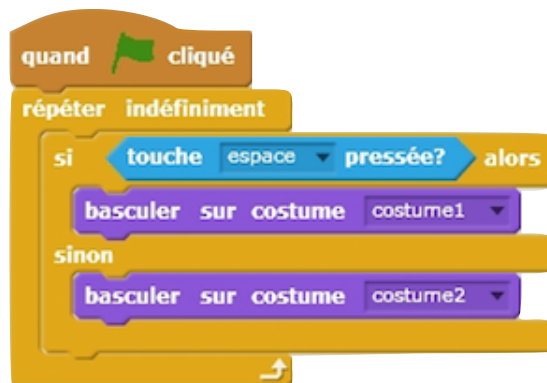 quand cliqué
répéter indéfiniment
si touche espace pressée? alors
basculer sur costume costume1
sinon
basculer sur costume costume2